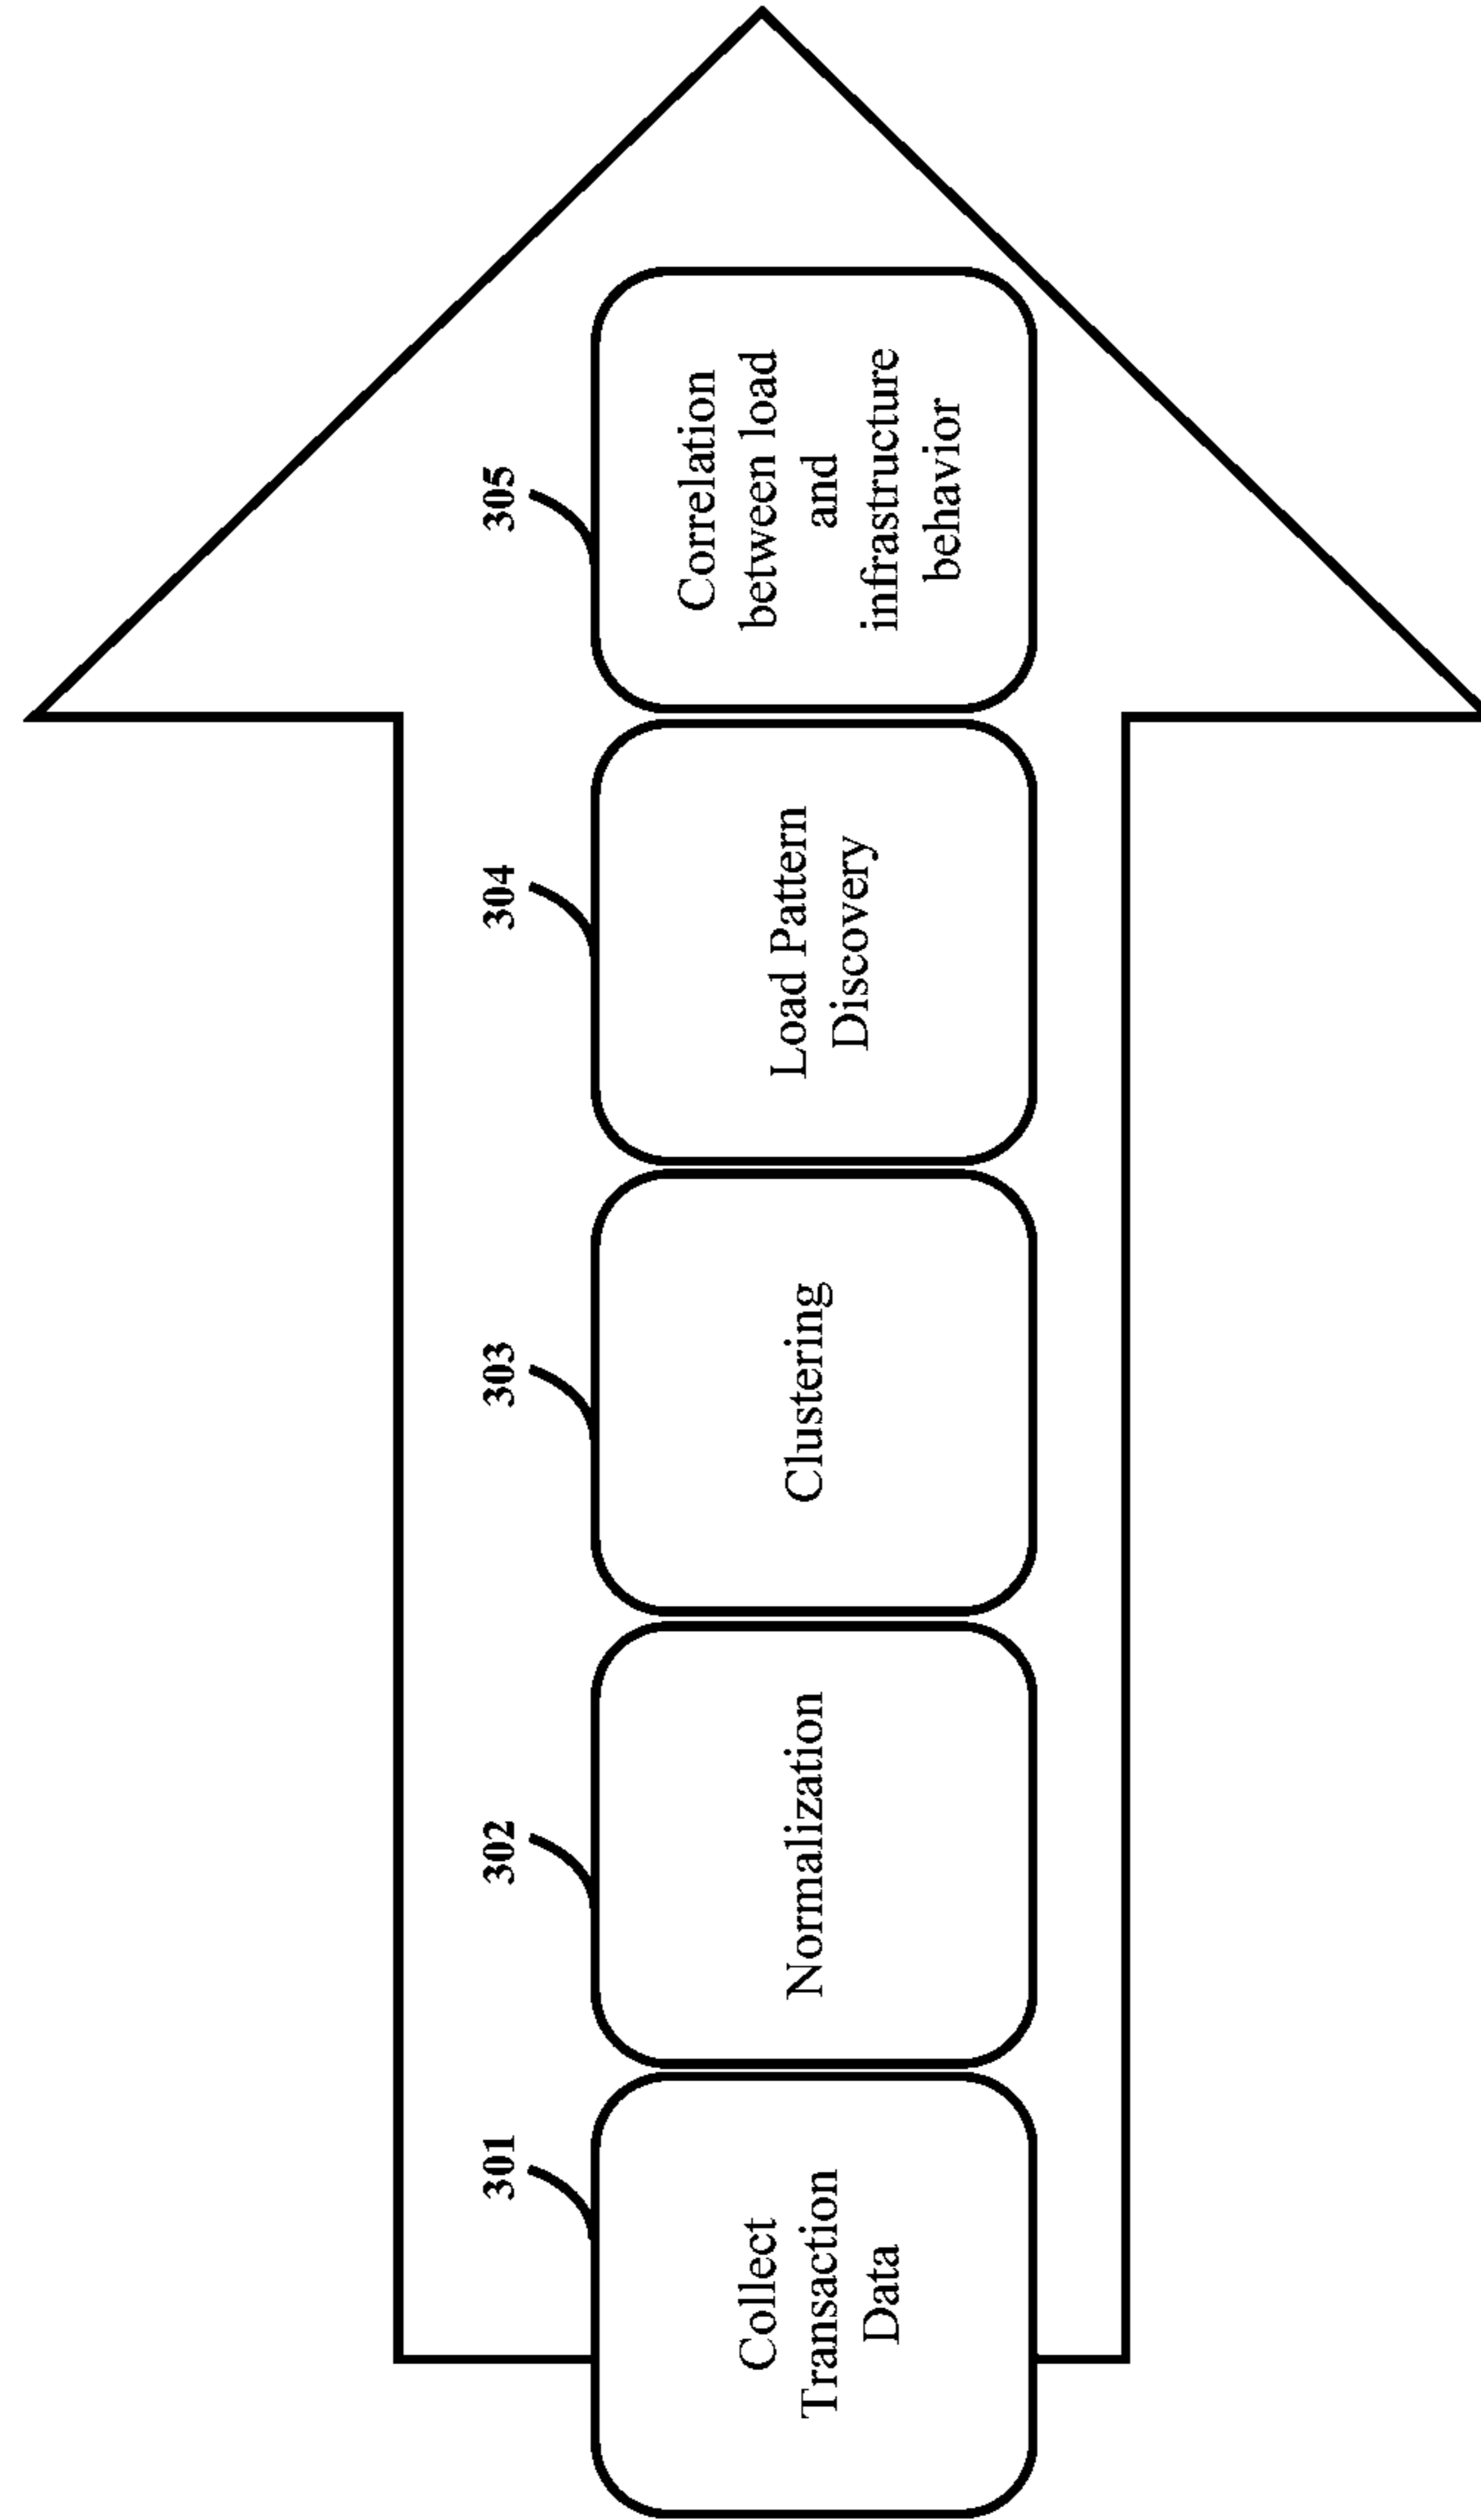 301
Collect
Transaction
Data
302
Normalization
303
Clustering
304
Load Pattern
Discovery
305
Correlation
between load
and
infrastructure
behavior